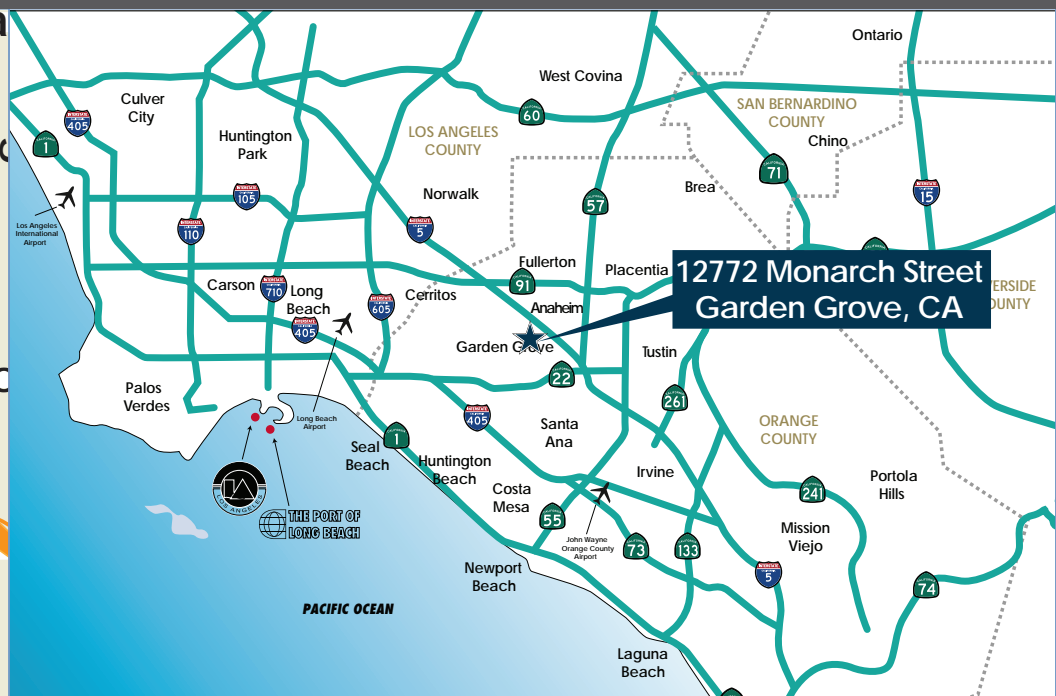 Ontario
West Covina
60
SAN BERNARDINO
COUNTY
Culver
City
405
1
Huntington
Park
LOS ANGELES
COUNTY
Chino
71
Brea
Norwalk
57
15
INTERSTATE
105
Los Angeles
International
Airport
110
5
Fullerton
Placentia
91
12772 Monarch Street
Garden Grove, CA
ERSIDE
OUNTY
Carson
710
Long
Beach
405
605
Cerritos
Anaheim
Garden Grove
Tustin
22
261
Palos
Verdes
Long Beach
Airport
405
ORANGE
COUNTY
Santa
Ana
1
Seal
Beach
Huntington
Beach
Irvine
Portola
Hills
241
LA
LOS ANGELES
THE PORT OF
LONG BEACH
Costa
Mesa
55
John Wayne
Orange County
Airport
73
133
Mission
Viejo
5
74
Newport
Beach
PACIFIC OCEAN
Laguna
Beach